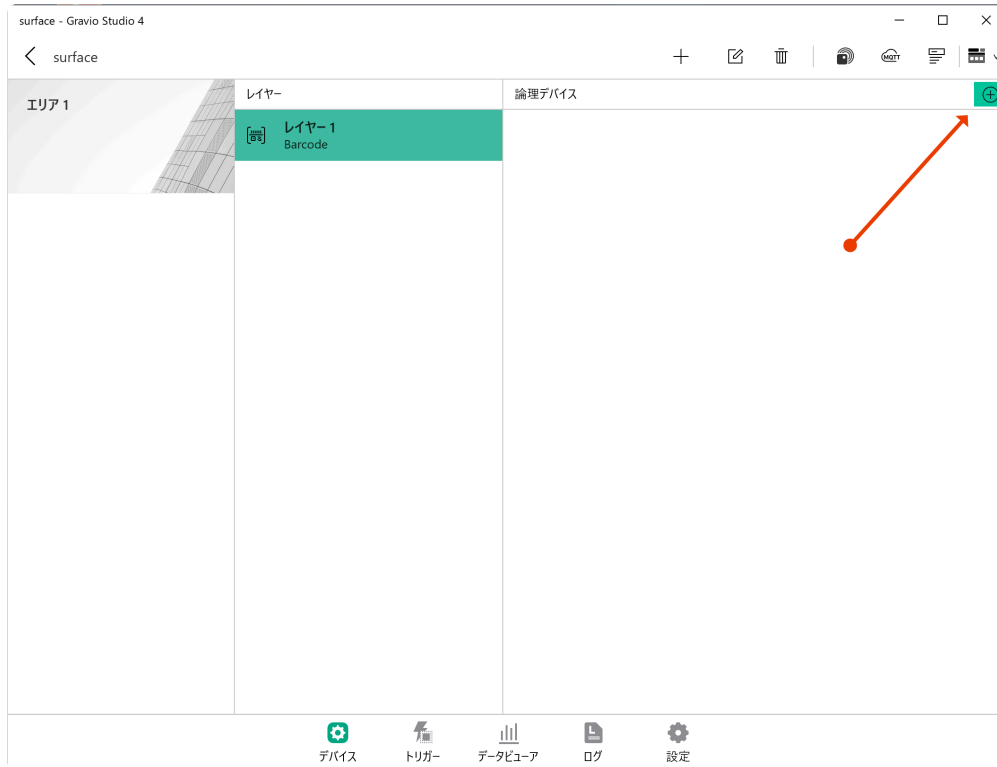 surface - Gravio Studio 4
surface
MQTT
エリア 1
レイヤー
論理デバイス
レイヤー 1
Barcode
デバイス
トリガー
データビューア
ログ
設定